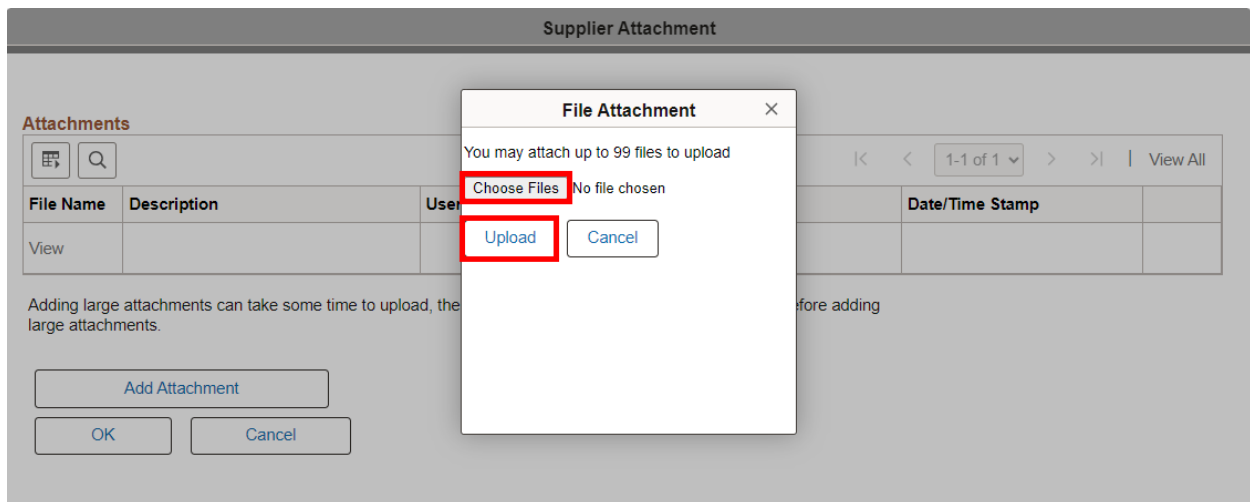 Supplier Attachment
File Attachment
You may attach up to 99 files to upload
Choose Files No file chosen
Upload Cancel
Attachments
1-1 of 1 View All
File Name Description User Date/Time Stamp
View
Adding large attachments can take some time to upload, the
efore adding
large attachments.
Add Attachment
OK Cancel